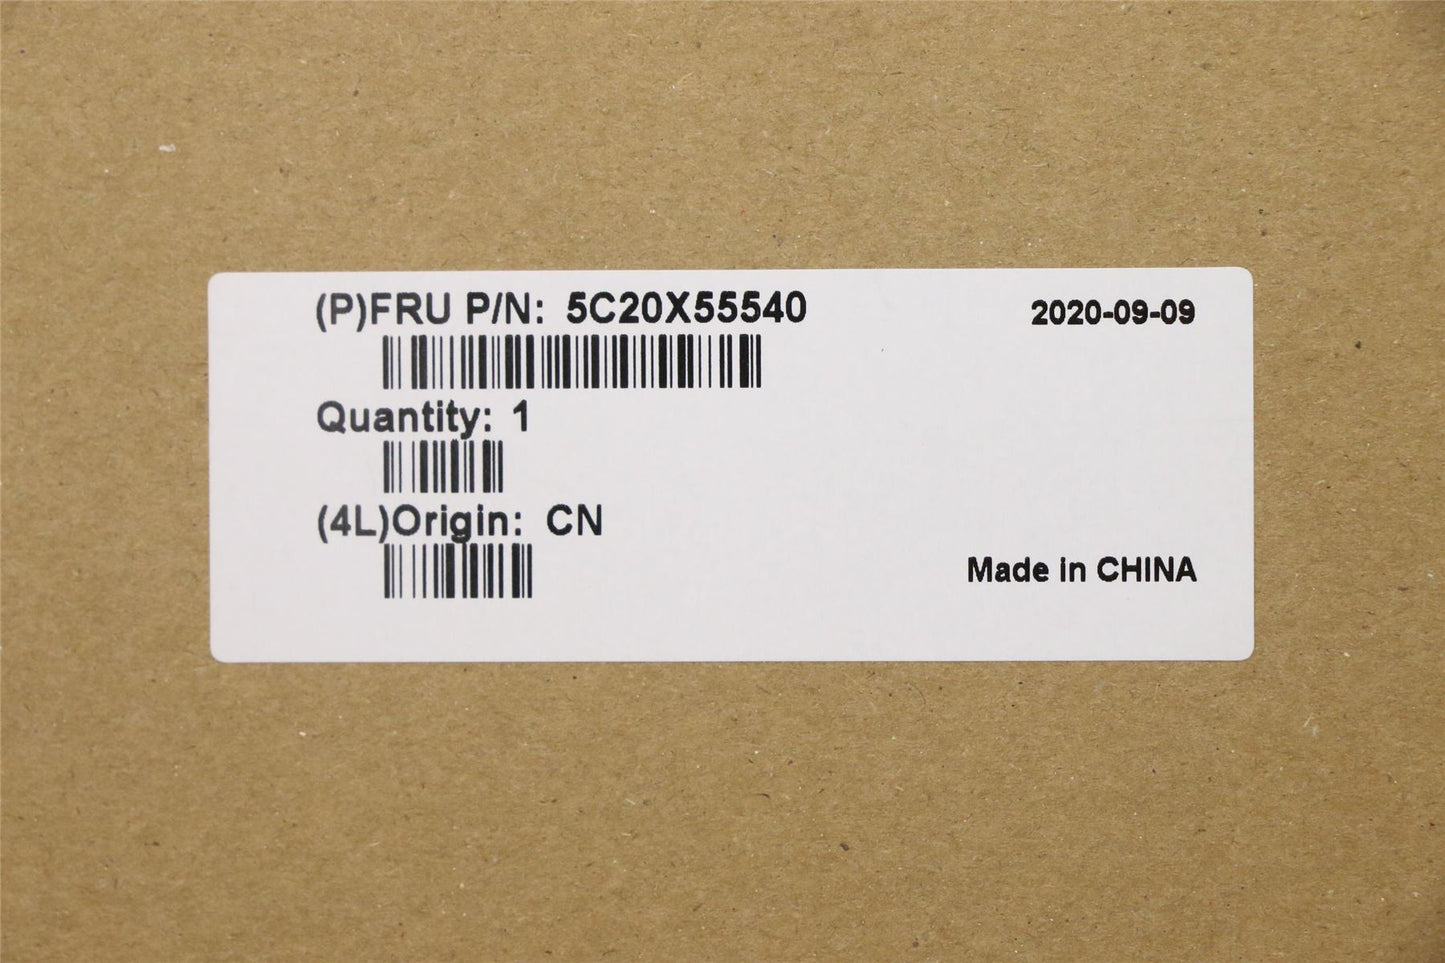 (P)FRU P/N: 5C20X55540
2020-09-09
Quantity: 1
(4L)Origin: CN
Made in CHINA